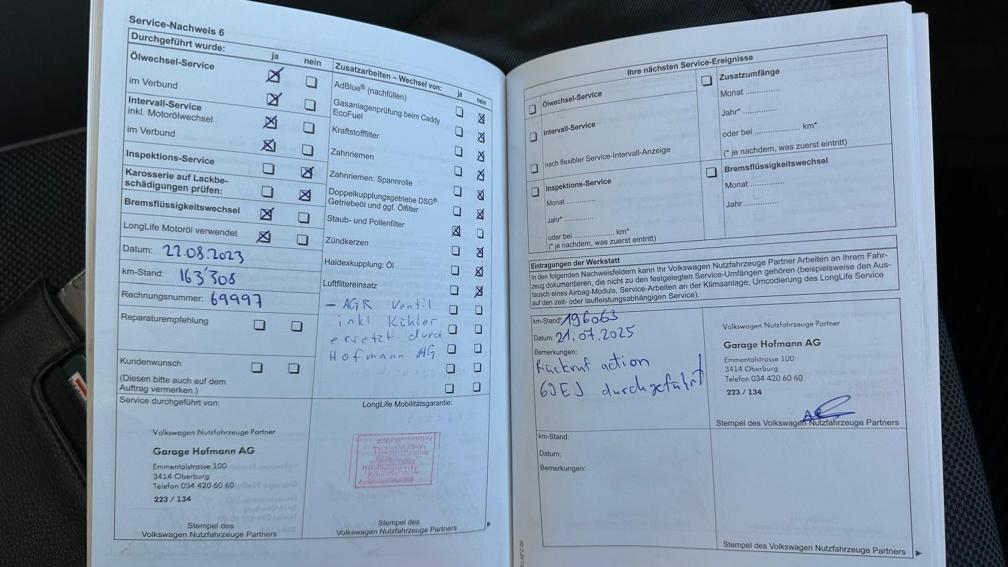 Service-Nachweis 6
Durchgeführt wurde:
ja
nein
Ölwechsel-Service
im Verbund
Intervall-Service
inkl. Motorölwechsel
im Verbund
Inspektions-Service
Karosserie auf Lackbe-
schädigungen prüfen:
Bremsflüssigkeitswechsel
LongLife Motoröl verwendet
Datum: 22.08.2023
km-Stand: 163'308
Rechnungsnummer: 69997
Reparaturempfehlung
Kundenwunsch
(Diesen bitte auch auf dem
Auftrag vermerken.)
Service durchgeführt von:
Volkswagen Nutzfahrzeuge Partner
Garage Hofmann AG
Emmentalstrasse 100
3414 Oberburg
Telefon 034 420 60 60
223 / 134
Stempel des
Volkswagen Nutzfahrzeuge Partners
Zusatzarbeiten – Wechsel von:
ja
nein
AdBlue® (nachfüllen)
Gasanlagenprüfung beim Caddy
EcoFuel
Kraftstofffilter
Zahnriemen
Zahnriemen: Spannrolle
Doppelkupplungsgetriebe DSG®-
Getriebeöl und ggf. Ölfilter
Staub- und Pollenfilter
Zündkerzen
Haldexkupplung: Öl
Luftfiltereinsatz
– AGR Ventil
inkl Kühler
ersetzt durch
Hofmann AG
LongLife Mobilitätsgarantie:
Stempel des
Volkswagen Nutzfahrzeuge Partners
Ihre nächsten Service-Ereignisse
Ölwechsel-Service
Intervall-Service
nach flexibler Service-Intervall-Anzeige
Inspektions-Service
Monat ..............
Jahr* ..............
oder bei .................... km*
(* je nachdem, was zuerst eintritt)
Zusatzumfänge
Monat ..............
Jahr* ..............
oder bei .................... km*
(* je nachdem, was zuerst eintritt)
Bremsflüssigkeitswechsel
Monat ..............
Jahr ..............
Eintragungen der Werkstatt
In den folgenden Nachweisfeldern kann Ihr Volkswagen Nutzfahrzeuge Partner Arbeiten an Ihrem Fahr-
zeug dokumentieren, die nicht zu den festgelegten Service-Umfängen gehören (beispielsweise den Aus-
tausch eines Airbag-Moduls, Service-Arbeiten an der Klimaanlage, Umcodierung des LongLife Service
auf den zeit- oder laufleistungsabhängigen Service).
km-Stand: 196063
Datum: 21.07.2025
Bemerkungen:
Rückruf action
69EJ durchgeführt
Volkswagen Nutzfahrzeuge Partner
Garage Hofmann AG
Emmentalstrasse 100
3414 Oberburg
Telefon 034 420 60 60
223 / 134
Stempel des Volkswagen Nutzfahrzeuge Partners
km-Stand:
Datum:
Bemerkungen:
Stempel des Volkswagen Nutzfahrzeuge Partners